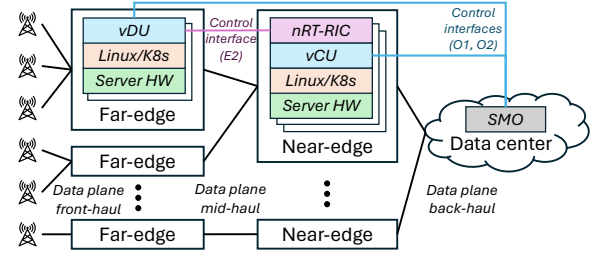 vDU
Linux/K8s
Server HW
Far-edge
Control
interface
(E2)
nRT-RIC
vCU
Linux/K8s
Server HW
Near-edge
Control
interfaces
(O1, O2)
SMO
Data center
Far-edge
Data plane
front-haul
Data plane
mid-haul
Data plane
back-haul
Far-edge
Near-edge